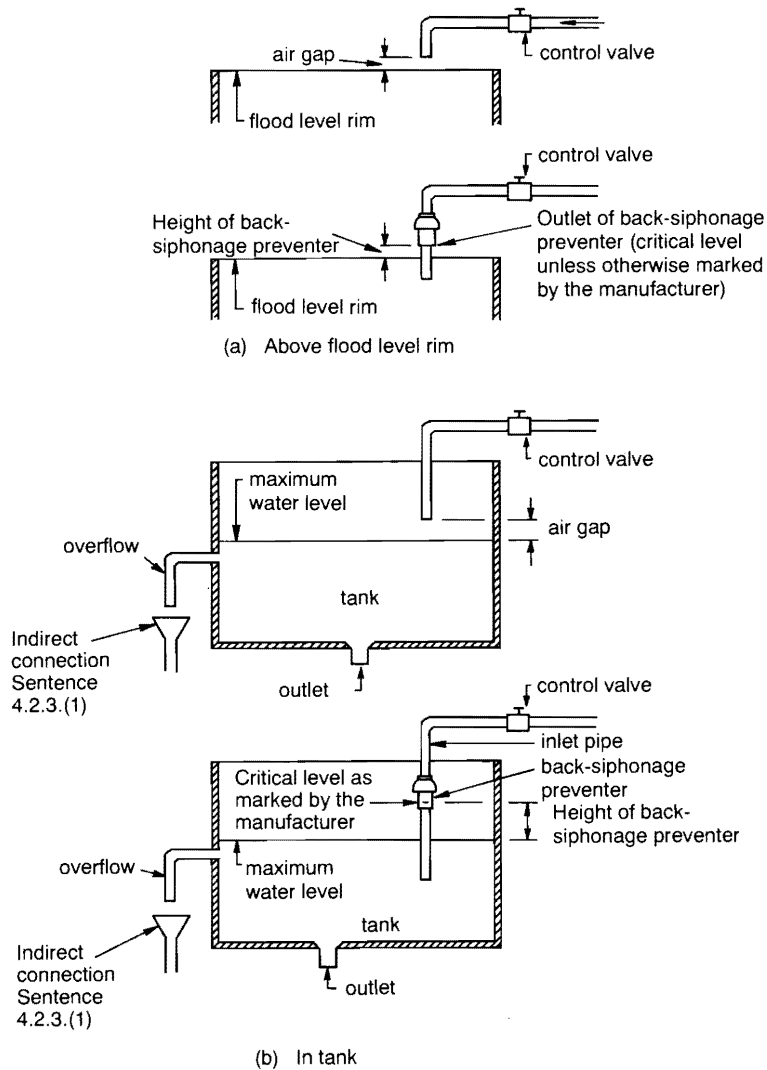 air gap
control valve
flood level rim
control valve
Height of back-
siphonage preventer
Outlet of back-siphonage
preventer (critical level
unless otherwise marked
by the manufacturer)
flood level rim
(a) Above flood level rim
control valve
maximum
water level
air gap
overflow
tank
Indirect
connection
Sentence
4.2.3.(1)
outlet
control valve
inlet pipe
back-siphonage
preventer
Critical level as
marked by the
manufacturer
Height of back-
siphonage preventer
overflow
maximum
water level
tank
Indirect
connection
Sentence
4.2.3.(1)
outlet
(b) In tank